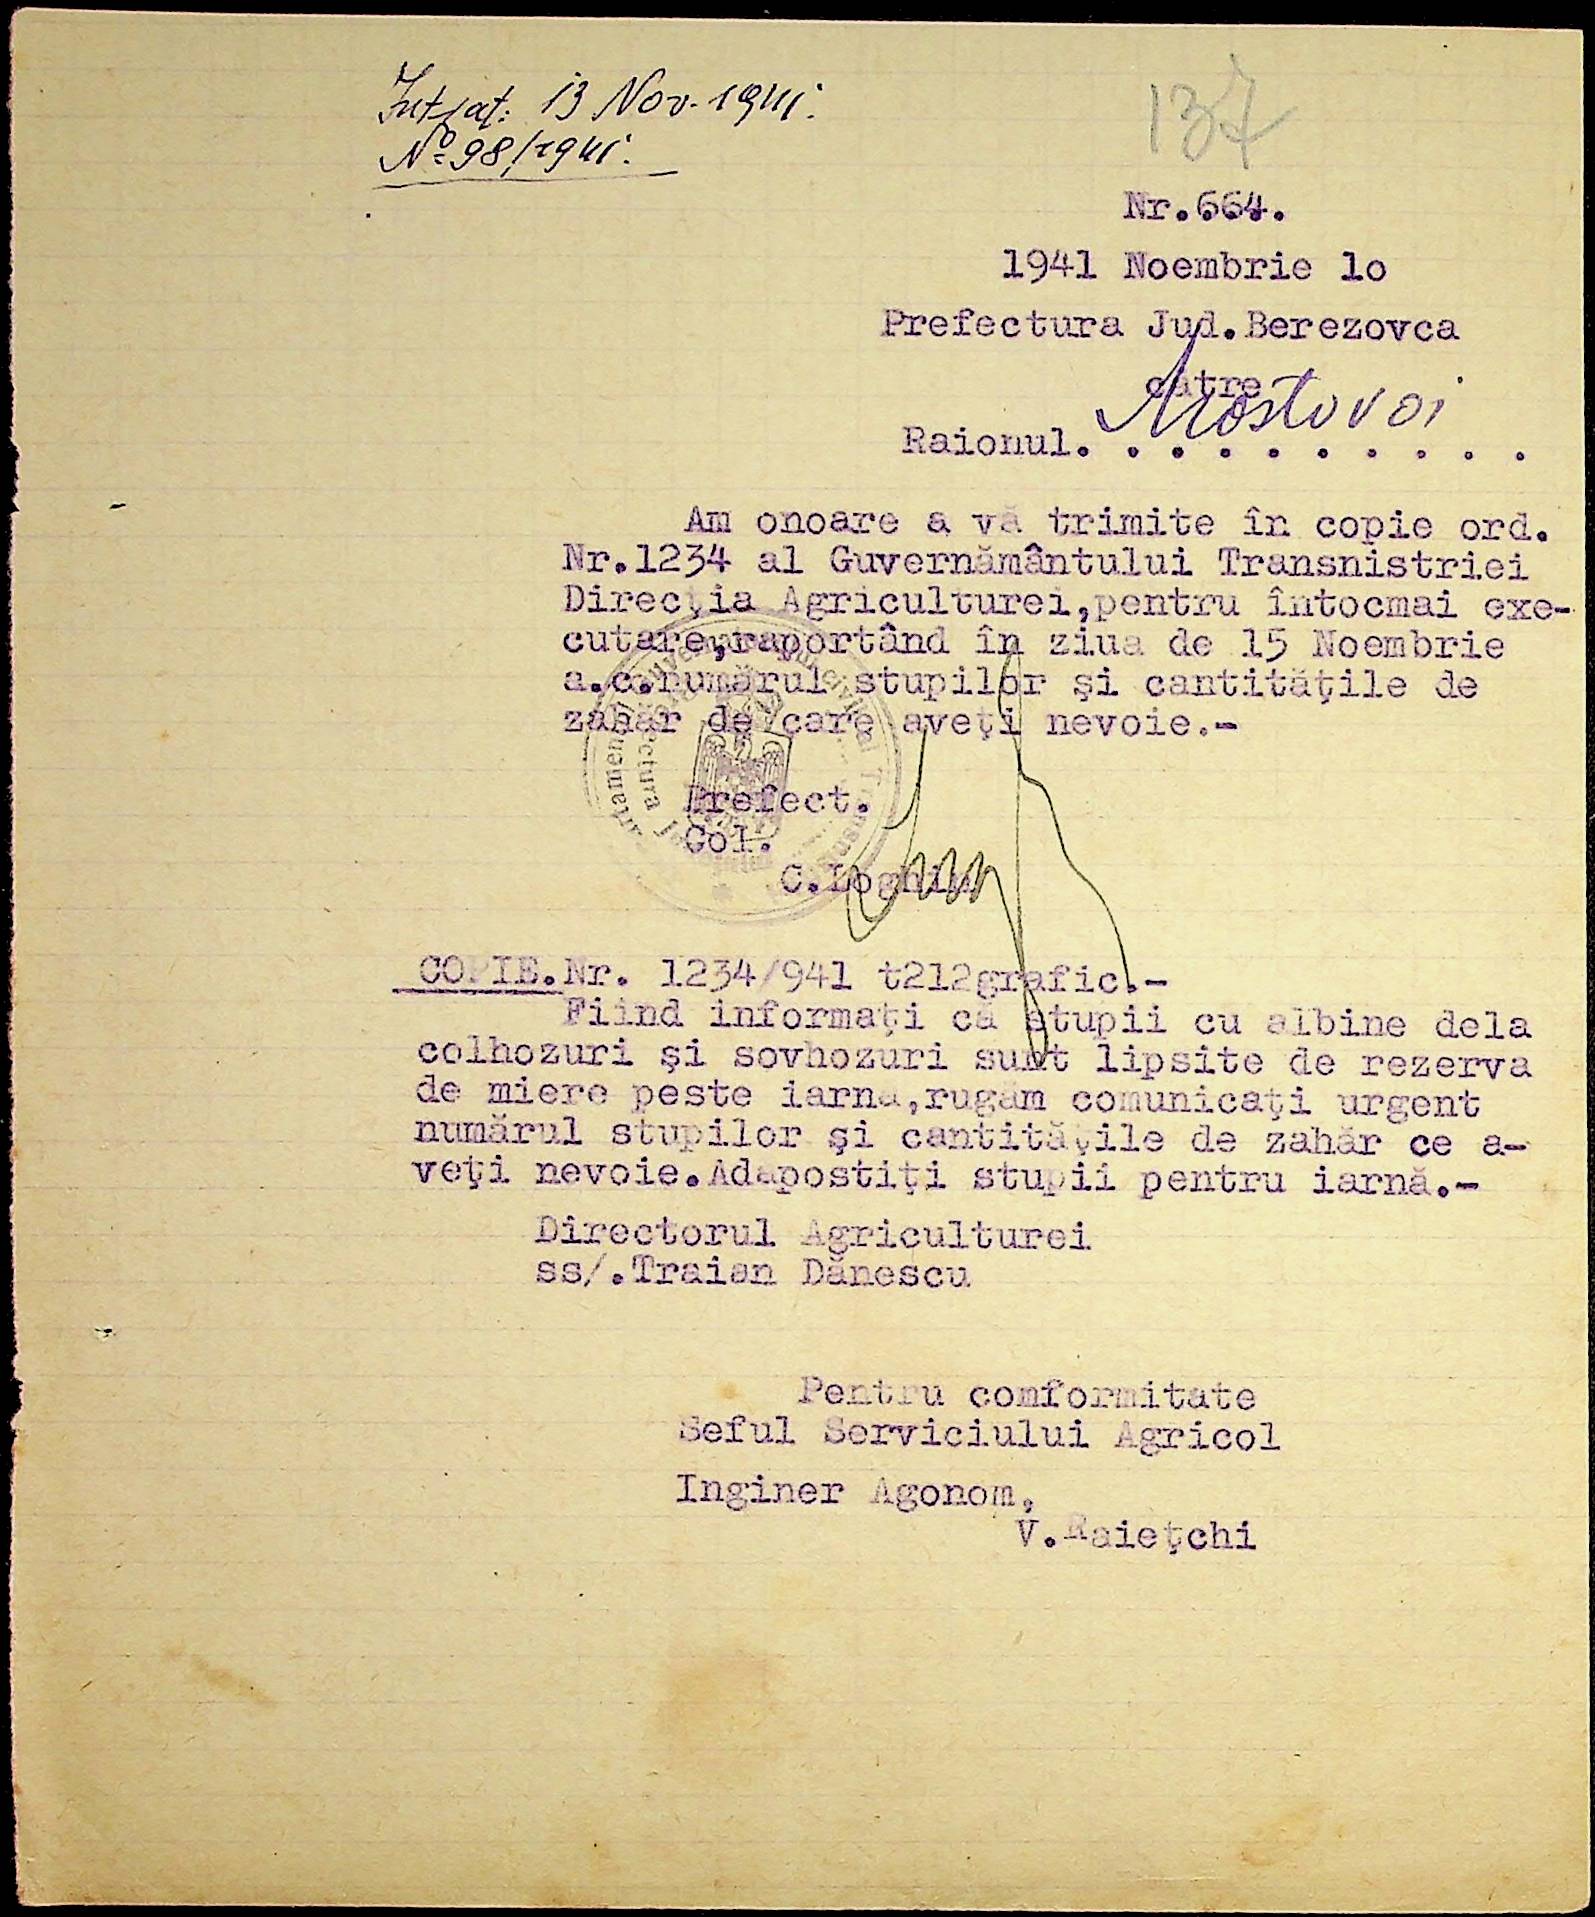 Intrat: 13 Nov. 1941.
No 98/1941.
137
Nr.664.
1941 Noembrie lo
Prefectura Jud.Berezovca
către
Raionul. Mostovoi . . . . . . . . .
Am onoare a vă trimite în copie ord.
Nr.1234 al Guvernământului Transnistriei
Direcţia Agriculturei,pentru întocmai exe-
cutare,raportând în ziua de 15 Noembrie
a.c.numărul stupilor şi cantităţile de
zahăr de care aveţi nevoie.-
Prefect.
Col.
C.Loghin
COPIE.Nr. 1234/941 t212grafic.-
Fiind informaţi că stupii cu albine dela
colhozuri şi sovhozuri sunt lipsite de rezerva
de miere peste iarna,rugăm comunicaţi urgent
numărul stupilor şi cantităţile de zahăr ce a-
veţi nevoie.Adapostiţi stupii pentru iarnă.-
Directorul Agriculturei
ss/.Traian Dănescu
Pentru comformitate
Seful Serviciului Agricol
Inginer Agonom,
V.Raieţchi